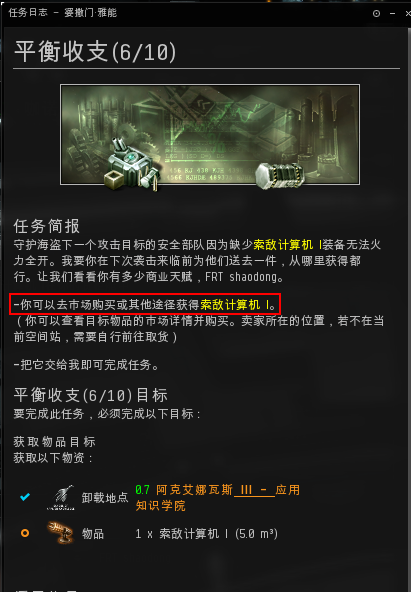 任务日志 - 婆撒门·雅能
平衡收支(6/10)
任务简报
守护海盗下一个攻击目标的安全部队因为缺少索敌计算机 I装备无法火
力全开。我要你在下次袭击来临前为他们送去一件，从哪里获得都
行。让我们看看你有多少商业天赋，FRT shaodong。
-你可以去市场购买或其他途径获得索敌计算机 I。
（你可以查看目标物品的市场详情并购买。卖家所在的位置，若不在当
前空间站，需要自行前往取货）
-把它交给我即可完成任务。
平衡收支(6/10)目标
要完成此任务，必须完成以下目标：
获取物品目标
获取以下物资：
卸载地点 0.7 阿克艾娜瓦斯 III - 应用
知识学院
物品 1 x 索敌计算机 I (5.0 m³)